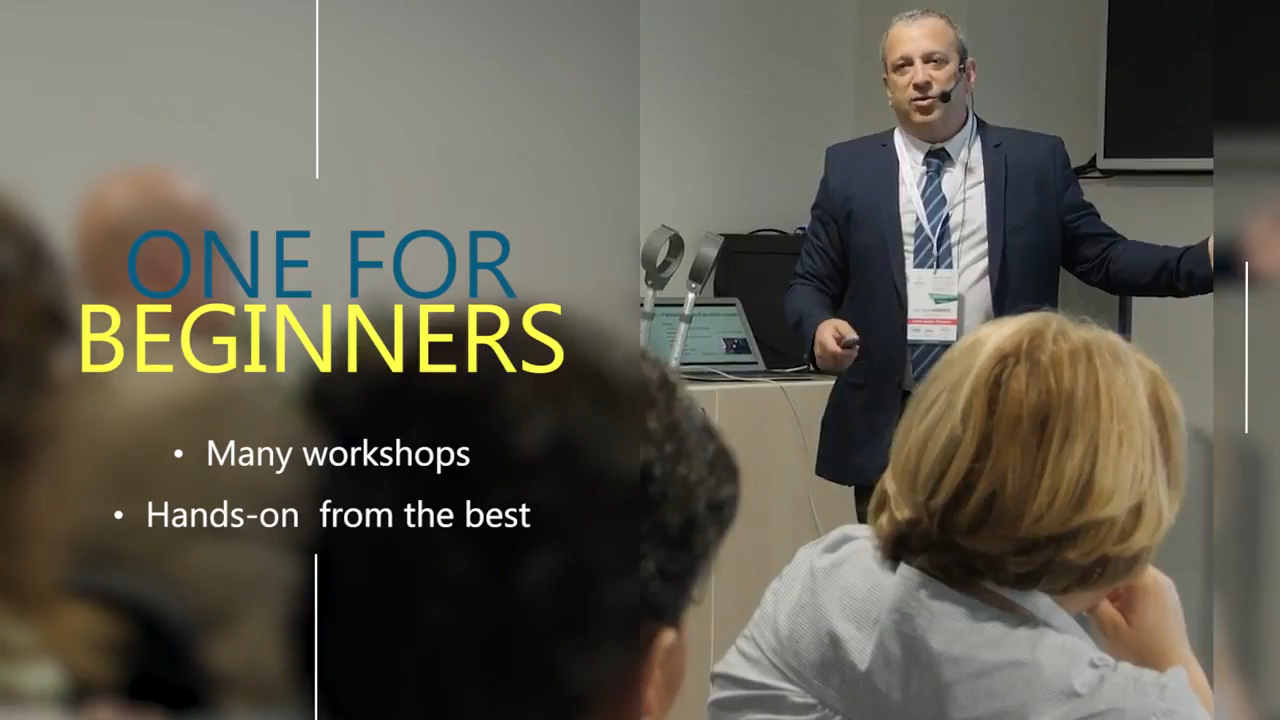 ONE FOR
BEGINNERS
• Many workshops
• Hands-on from the best